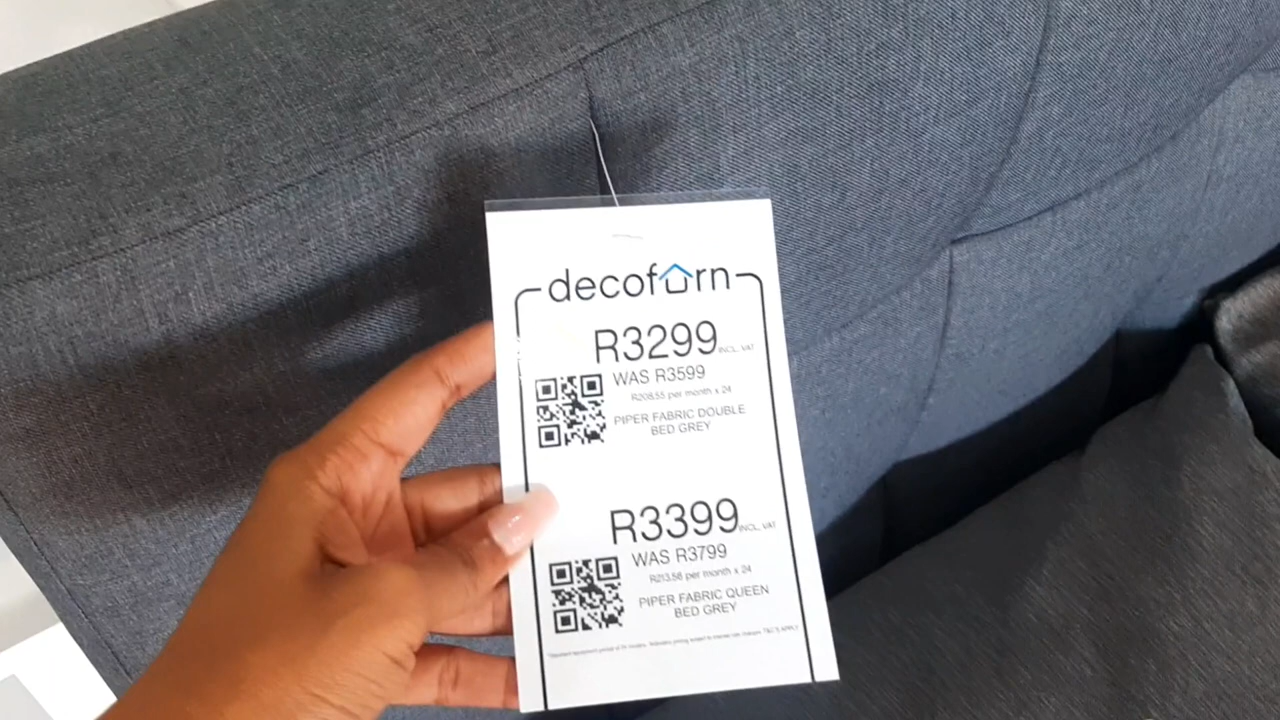 decofurn
R3299 INCL. VAT
WAS R3599
R208.55 per month x 24
PIPER FABRIC DOUBLE
BED GREY
R3399 INCL. VAT
WAS R3799
R213.58 per month x 24
PIPER FABRIC QUEEN
BED GREY